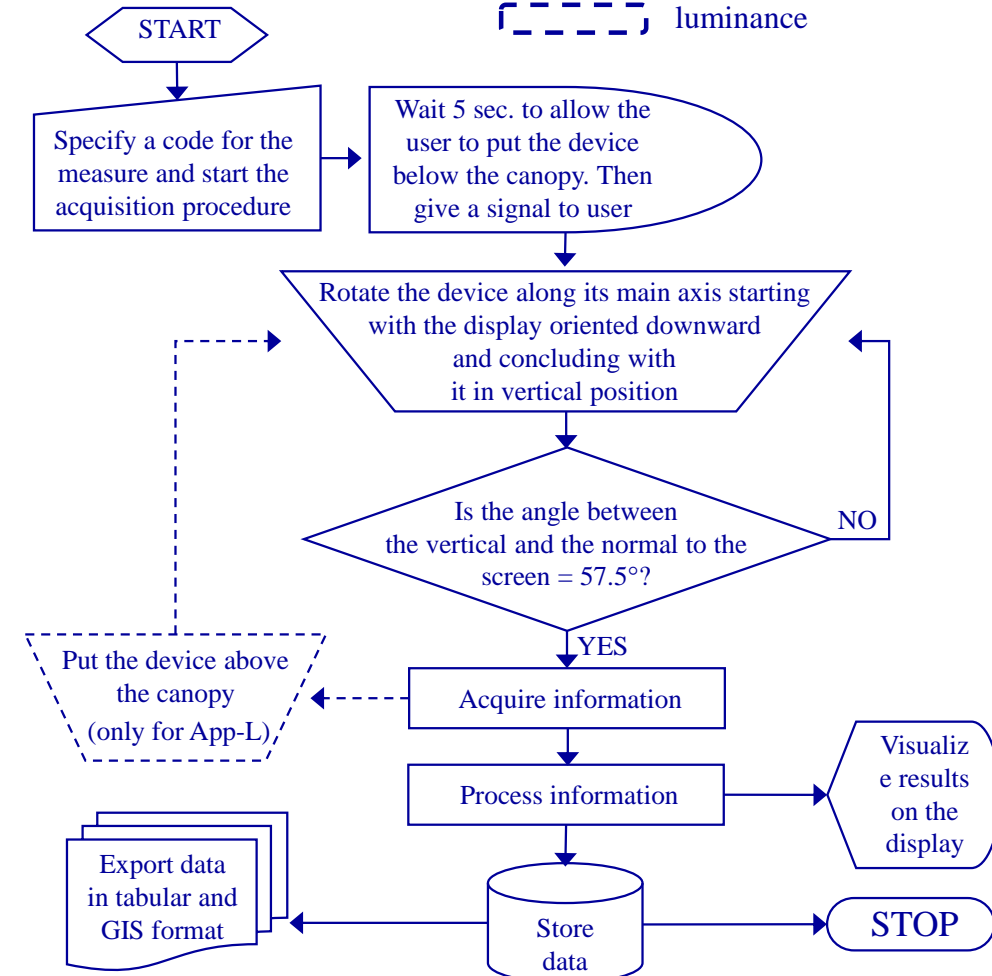 luminance
START
Specify a code for the
measure and start the
acquisition procedure
Wait 5 sec. to allow the
user to put the device
below the canopy. Then
give a signal to user
Rotate the device along its main axis starting
with the display oriented downward
and concluding with
it in vertical position
Is the angle between
the vertical and the normal to the
screen = 57.5°?
NO
YES
Put the device above
the canopy
(only for App-L)
Acquire information
Process information
Visualiz
e results
on the
display
Export data
in tabular and
GIS format
Store
data
STOP